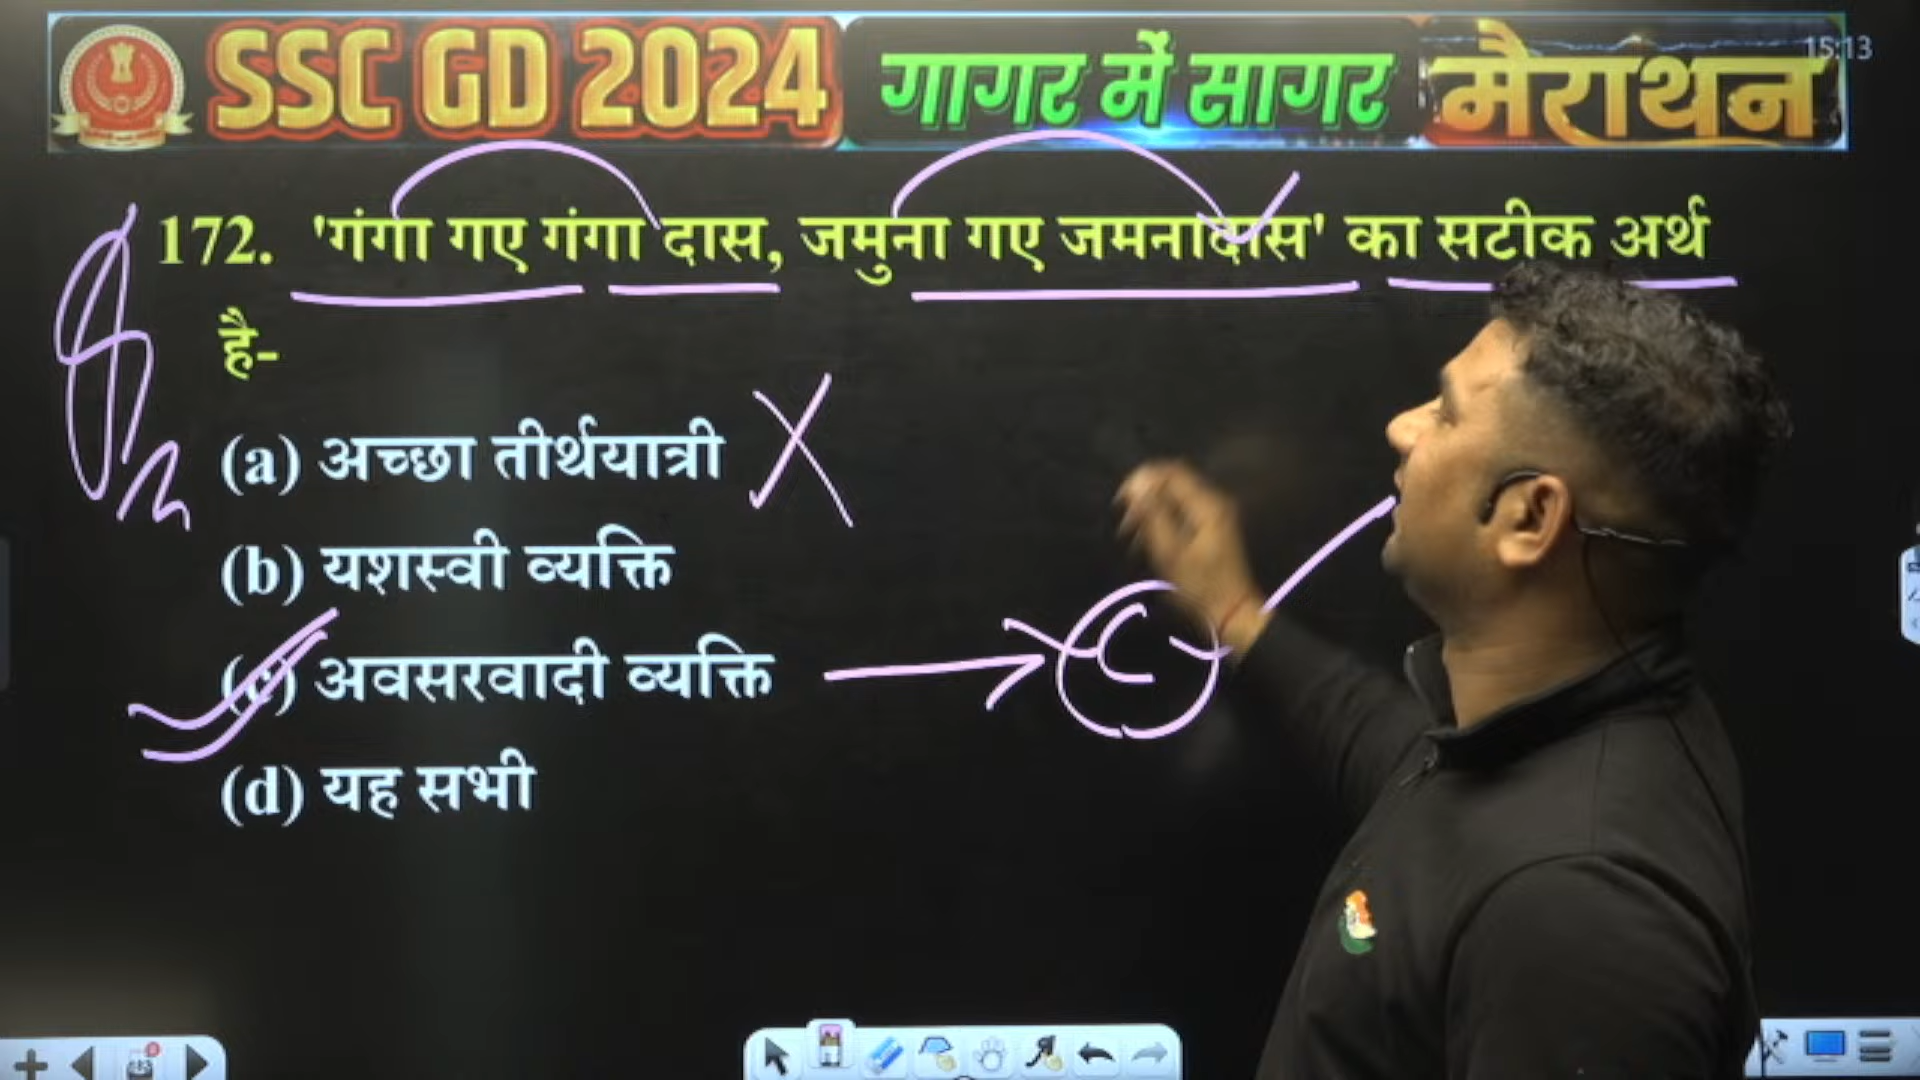 SSC GD 2024 गागर में सागर मैराथन
15:13
172. 'गंगा गए गंगा दास, जमुना गए जमनादास' का सटीक अर्थ
है-
(a) अच्छा तीर्थयात्री
(b) यशस्वी व्यक्ति
(c) अवसरवादी व्यक्ति
C
(d) यह सभी